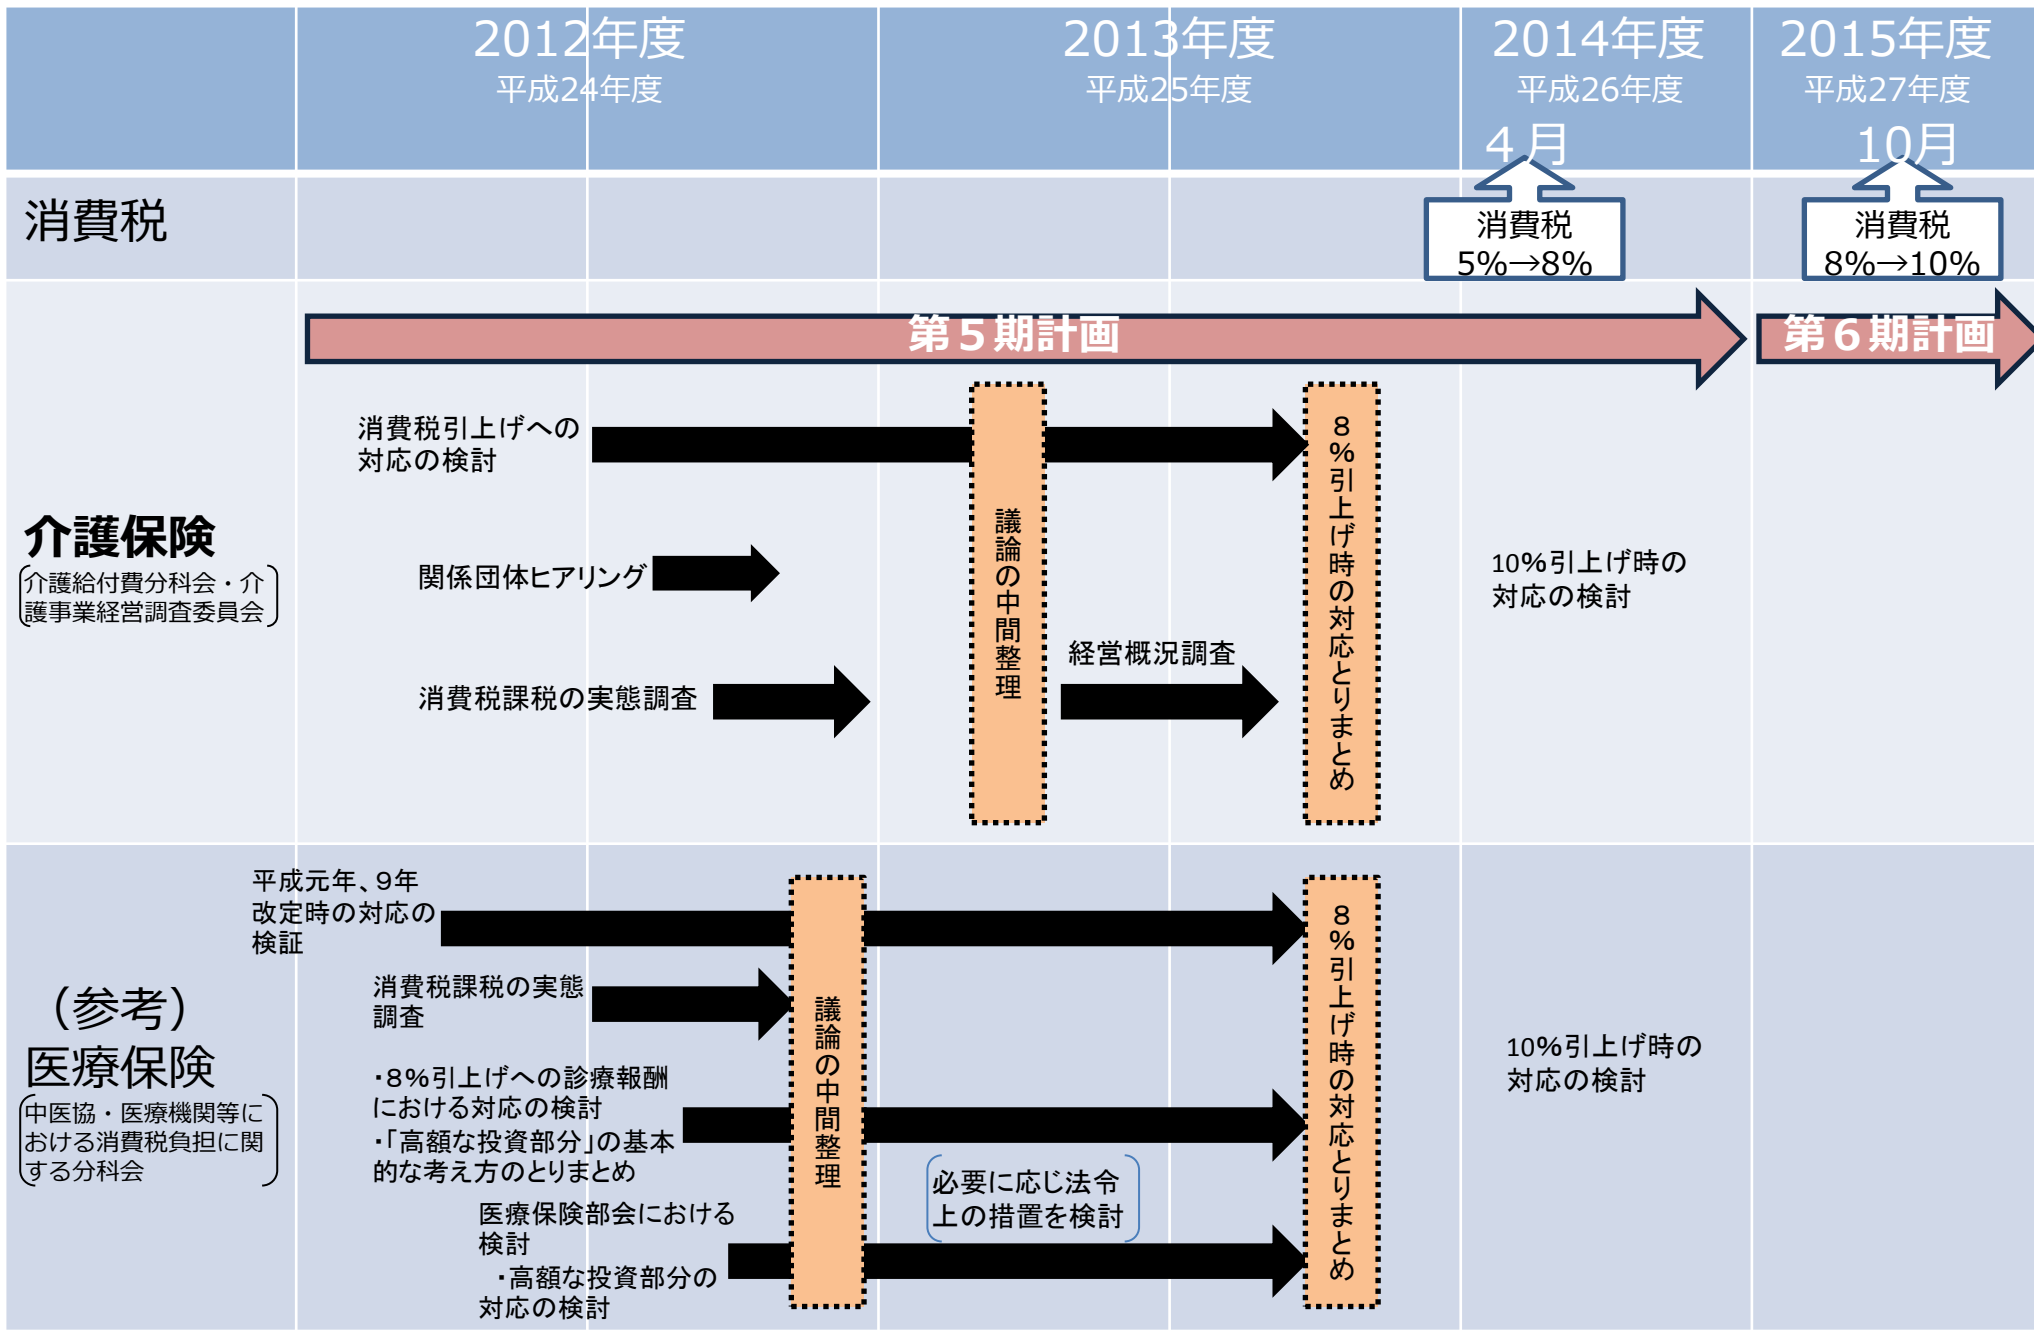 2012年度
平成24年度
2013年度
平成25年度
2014年度
平成26年度
4月
2015年度
平成27年度
10月
消費税
消費税
5%→8%
消費税
8%→10%
第5期計画
第6期計画
介護保険
介護給付費分科会・介
護事業経営調査委員会
消費税引上げへの
対応の検討
関係団体ヒアリング
消費税課税の実態調査
議論の中間整理
経営概況調査
8%引上げ時の対応とりまとめ
10%引上げ時の
対応の検討
（参考）
医療保険
中医協・医療機関等に
おける消費税負担に関
する分科会
平成元年、9年
改定時の対応の
検証
消費税課税の実態
調査
・8%引上げへの診療報酬
における対応の検討
・「高額な投資部分」の基本
的な考え方のとりまとめ
医療保険部会における
検討
・高額な投資部分の
対応の検討
議論の中間整理
必要に応じ法令
上の措置を検討
8%引上げ時の対応とりまとめ
10%引上げ時の
対応の検討